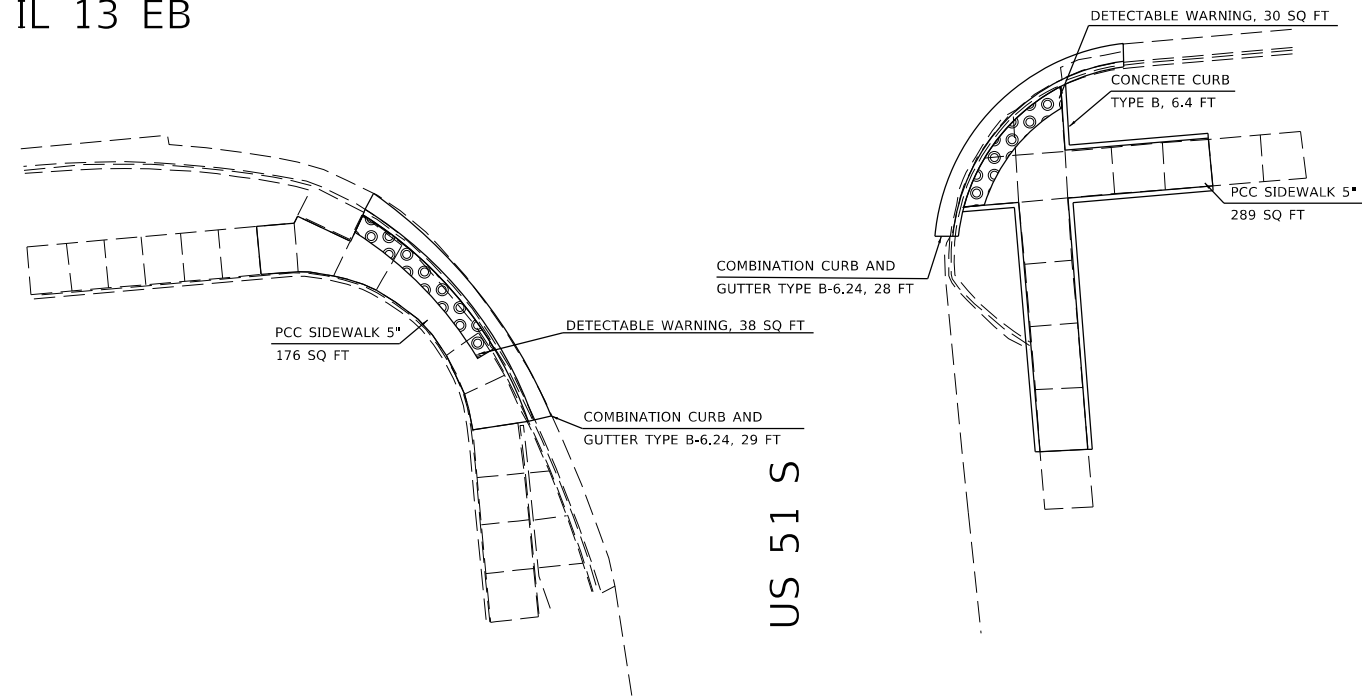 IL 13 EB
DETECTABLE WARNING, 30 SQ FT
CONCRETE CURB
TYPE B, 6.4 FT
PCC SIDEWALK 5"
289 SQ FT
COMBINATION CURB AND
GUTTER TYPE B-6.24, 28 FT
PCC SIDEWALK 5"
176 SQ FT
DETECTABLE WARNING, 38 SQ FT
COMBINATION CURB AND
GUTTER TYPE B-6.24, 29 FT
US 51 S